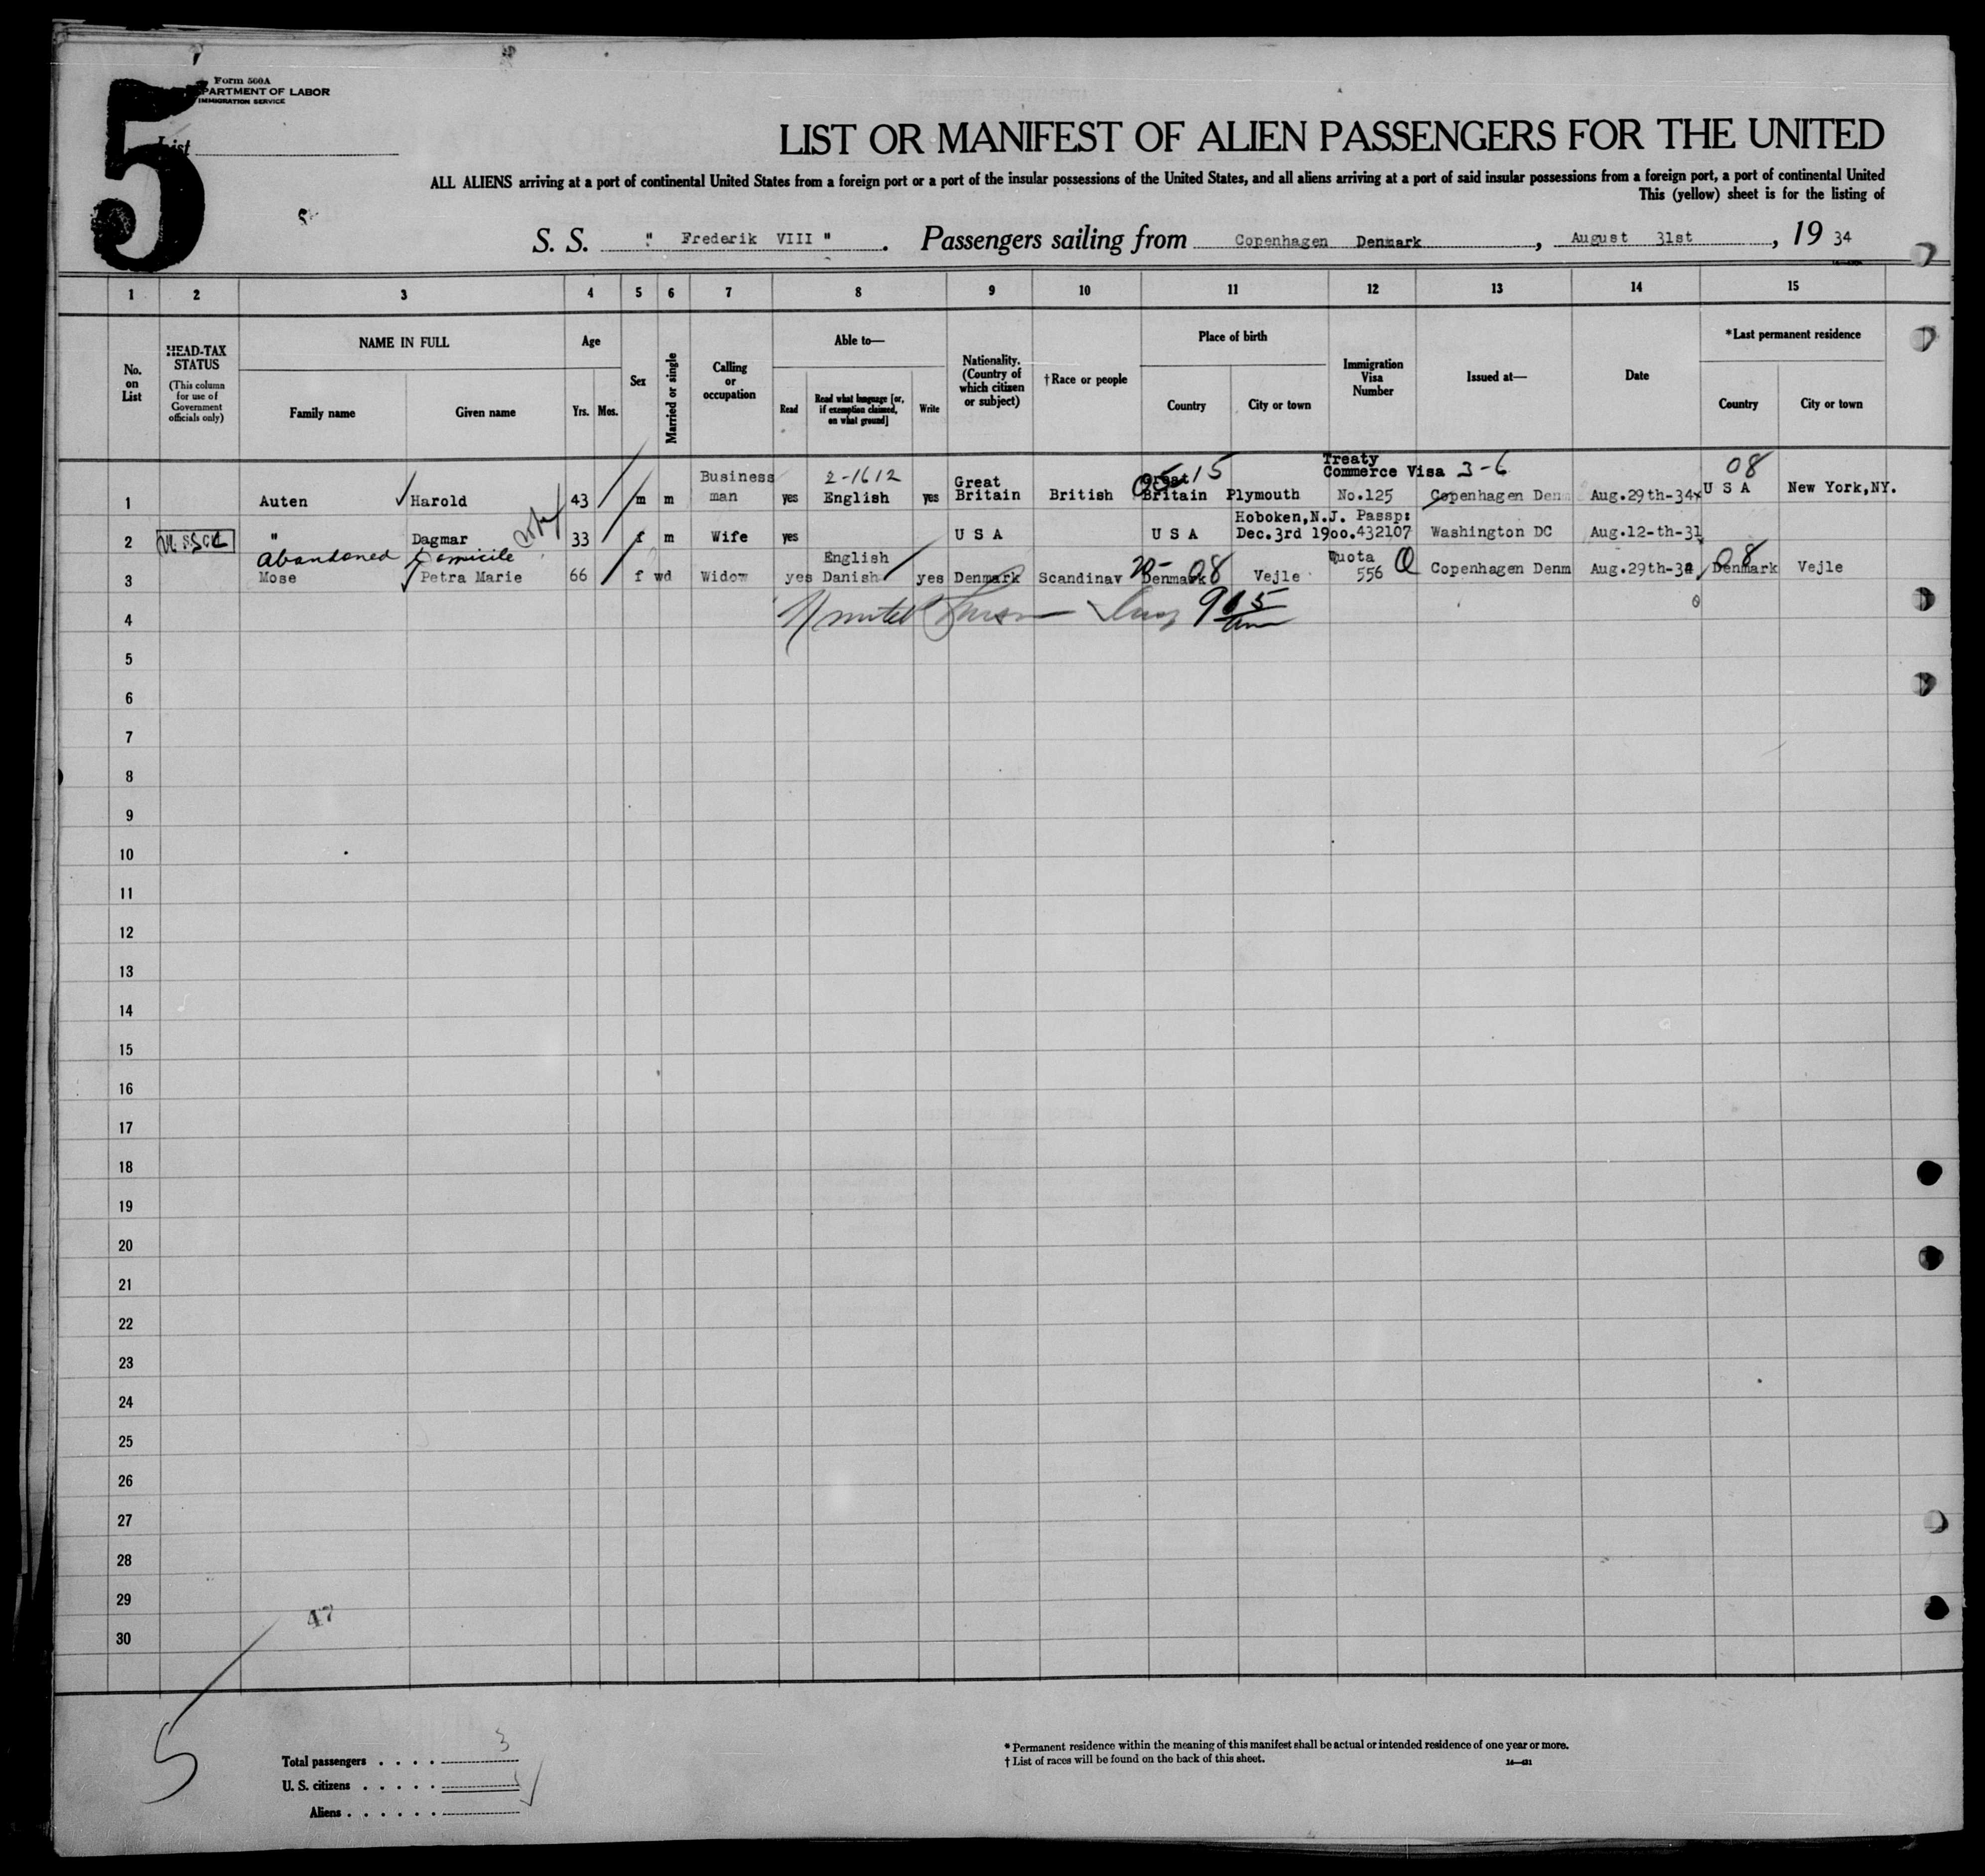 5
Form 500A
DEPARTMENT OF LABOR
IMMIGRATION SERVICE
List
LIST OR MANIFEST OF ALIEN PASSENGERS FOR THE UNITED
ALL ALIENS arriving at a port of continental United States from a foreign port or a port of the insular possessions of the United States, and all aliens arriving at a port of said insular possessions from a foreign port, a port of continental United
This (yellow) sheet is for the listing of
S. S. " Frederik VIII " . Passengers sailing from Copenhagen Denmark , August 31st , 19 34
1 2 3 4 5 6 7 8 9 10 11 12 13 14 15
No. on List
HEAD-TAX STATUS (This column for use of Government officials only)
NAME IN FULL
Family name Given name
Age
Yrs. Mos.
Sex
Married or single
Calling or occupation
Able to—
Read Read what language [or, if exemption claimed, on what ground] Write
Nationality. (Country of which citizen or subject)
†Race or people
Place of birth
Country City or town
Immigration Visa Number
Issued at—
Date
*Last permanent residence
Country City or town
Business 2-1612 Great Great 05 15 Treaty Commerce Visa 3-6 08
1 Auten Harold 43 m m man yes English yes Britain British Britain Plymouth No.125 Copenhagen Denm Aug.29th-34 U S A New York,NY.
Hoboken,N.J. Passp:
2 " Dagmar 33 f m Wife yes U S A U S A Dec.3rd 19oo.432107 Washington DC Aug.12-th-31
Abandoned Domicile English Quota 08
3 Mose Petra Marie 66 f wd Widow yes Danish yes Denmark Scandinav Denmark 08 Vejle 556 Q Copenhagen Denm Aug.29th-34 Denmark Vejle
4
5
6
7
8
9
10
11
12
13
14
15
16
17
18
19
20
21
22
23
24
25
26
27
28
29
47
30
5
Total passengers . . . . 3
U. S. citizens . . . . .
Aliens . . . . . .
* Permanent residence within the meaning of this manifest shall be actual or intended residence of one year or more.
† List of races will be found on the back of this sheet.